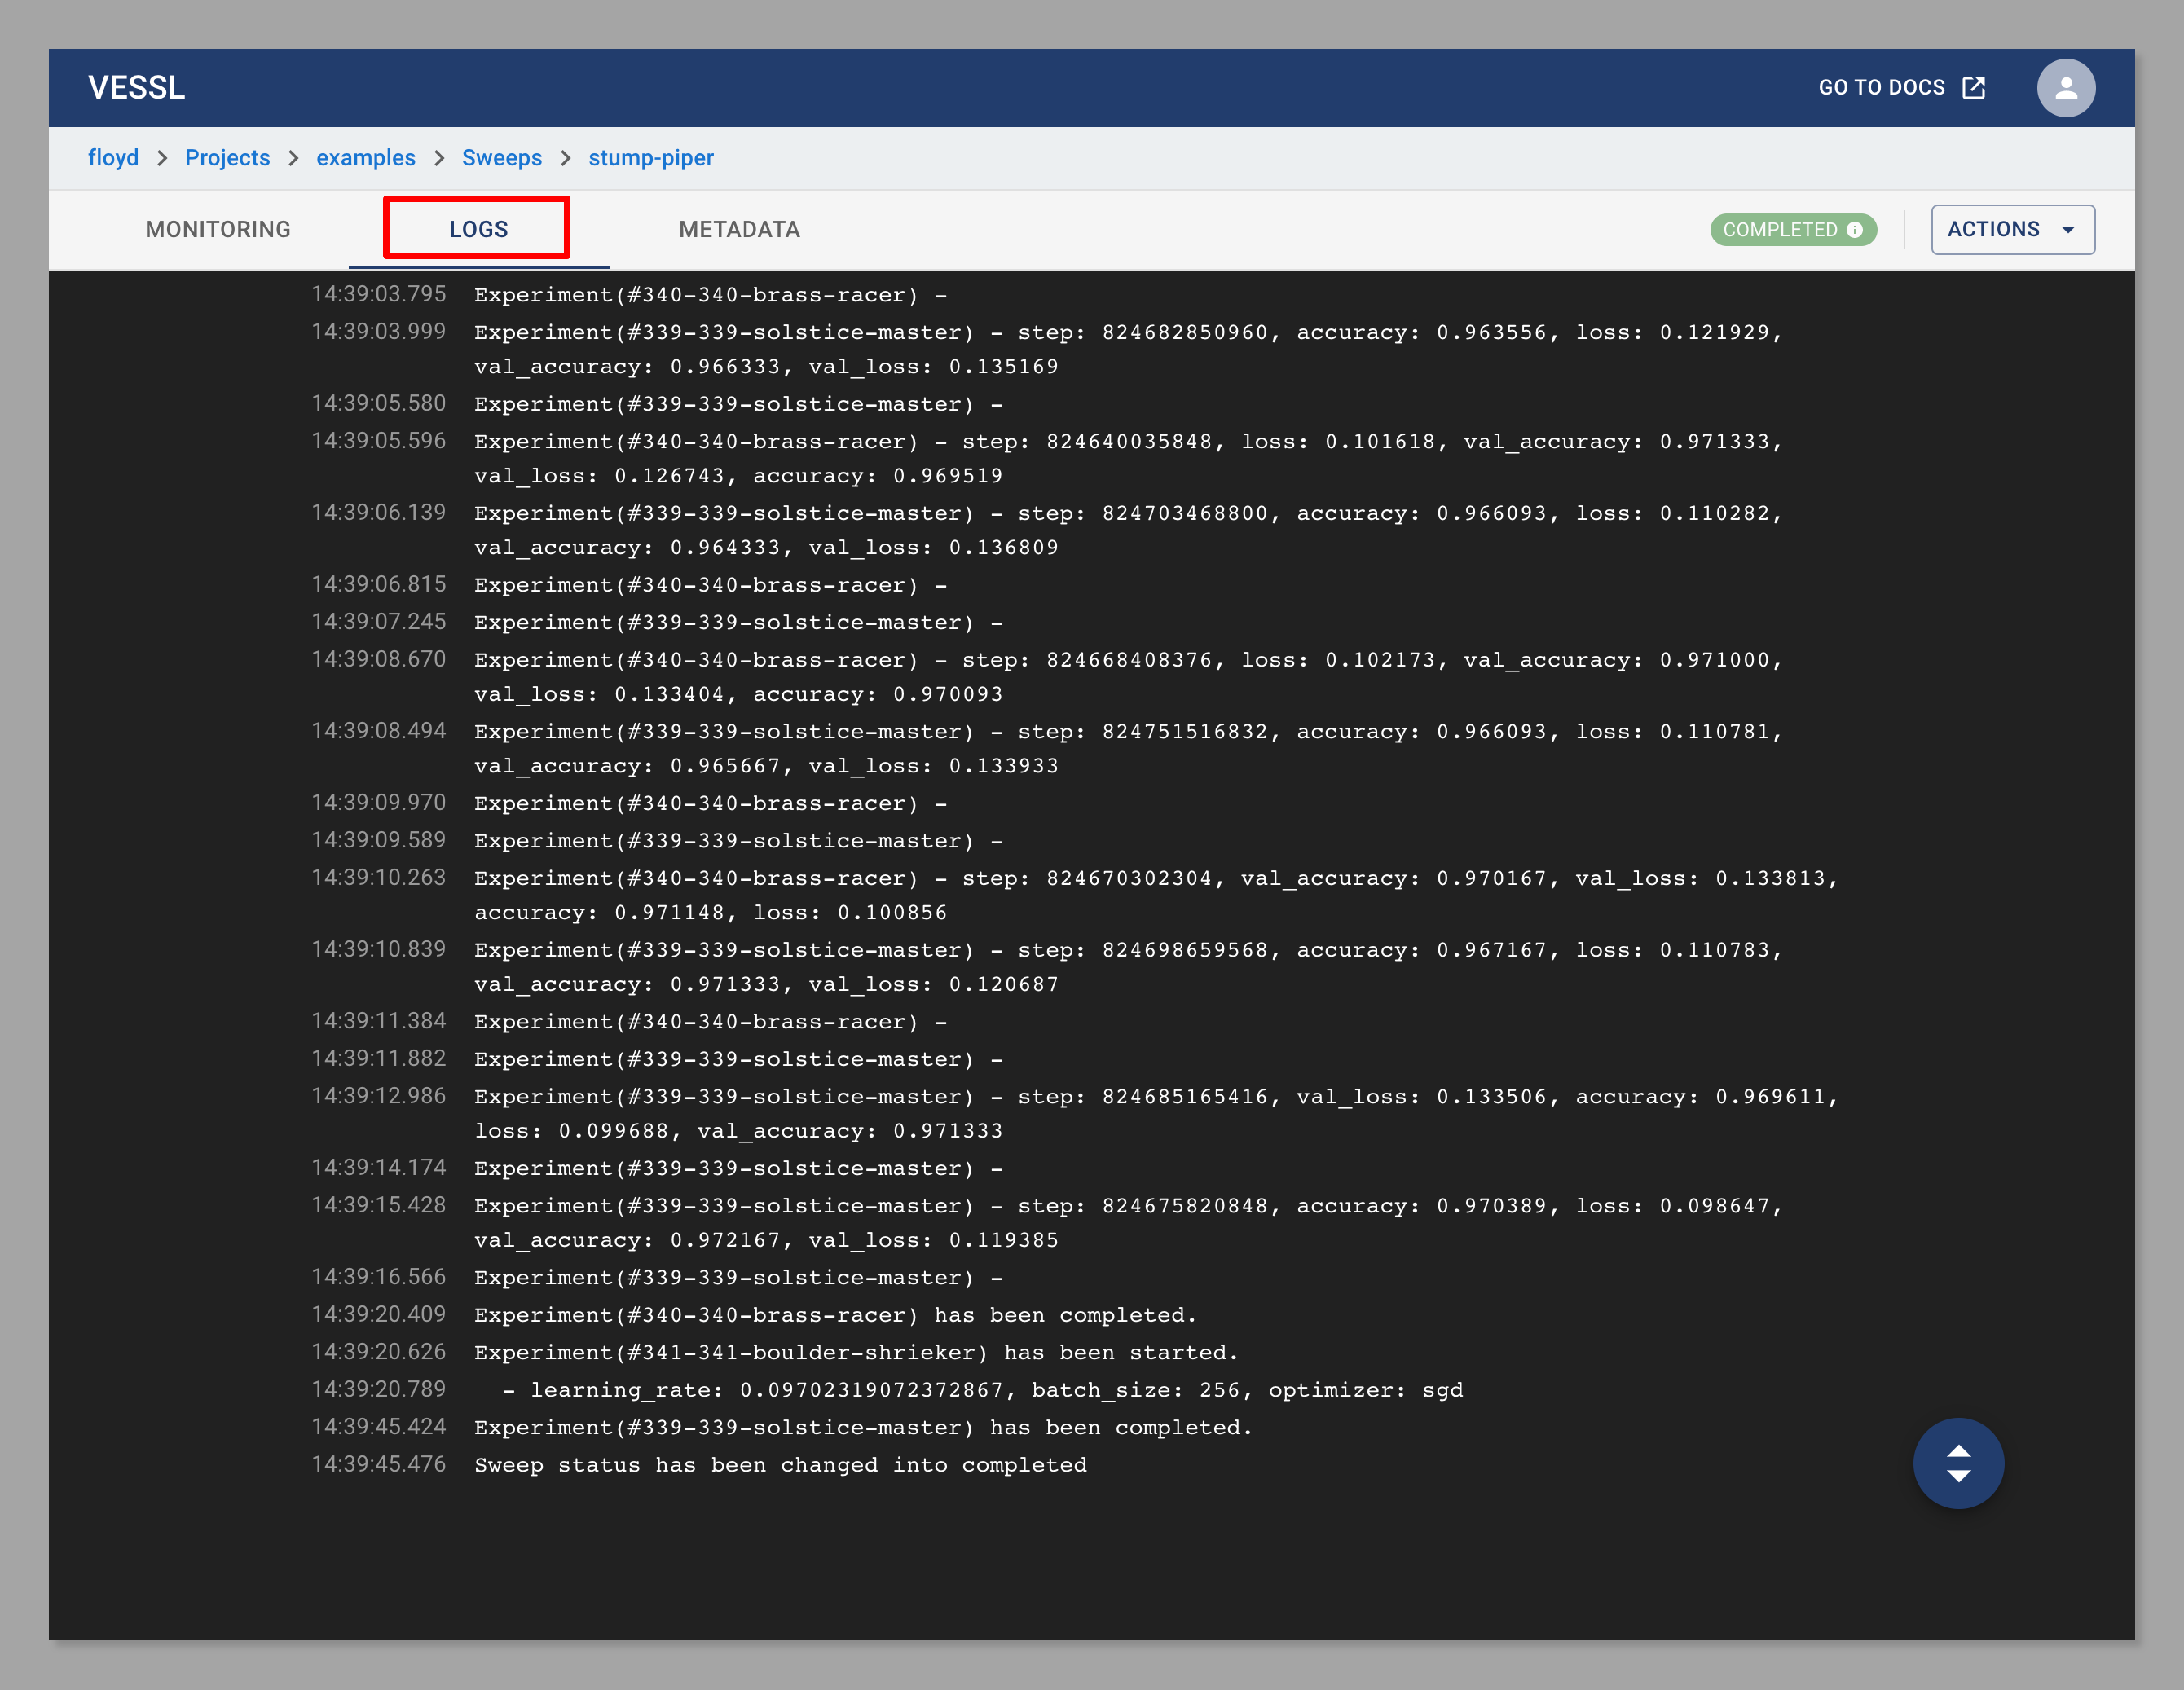 VESSL
GO TO DOCS
floyd > Projects > examples > Sweeps > stump-piper
MONITORING LOGS METADATA COMPLETED ACTIONS
14:39:03.795 Experiment(#340-340-brass-racer) -
14:39:03.999 Experiment(#339-339-solstice-master) - step: 824682850960, accuracy: 0.963556, loss: 0.121929,
val_accuracy: 0.966333, val_loss: 0.135169
14:39:05.580 Experiment(#339-339-solstice-master) -
14:39:05.596 Experiment(#340-340-brass-racer) - step: 824640035848, loss: 0.101618, val_accuracy: 0.971333,
val_loss: 0.126743, accuracy: 0.969519
14:39:06.139 Experiment(#339-339-solstice-master) - step: 824703468800, accuracy: 0.966093, loss: 0.110282,
val_accuracy: 0.964333, val_loss: 0.136809
14:39:06.815 Experiment(#340-340-brass-racer) -
14:39:07.245 Experiment(#339-339-solstice-master) -
14:39:08.670 Experiment(#340-340-brass-racer) - step: 824668408376, loss: 0.102173, val_accuracy: 0.971000,
val_loss: 0.133404, accuracy: 0.970093
14:39:08.494 Experiment(#339-339-solstice-master) - step: 824751516832, accuracy: 0.966093, loss: 0.110781,
val_accuracy: 0.965667, val_loss: 0.133933
14:39:09.970 Experiment(#340-340-brass-racer) -
14:39:09.589 Experiment(#339-339-solstice-master) -
14:39:10.263 Experiment(#340-340-brass-racer) - step: 824670302304, val_accuracy: 0.970167, val_loss: 0.133813,
accuracy: 0.971148, loss: 0.100856
14:39:10.839 Experiment(#339-339-solstice-master) - step: 824698659568, accuracy: 0.967167, loss: 0.110783,
val_accuracy: 0.971333, val_loss: 0.120687
14:39:11.384 Experiment(#340-340-brass-racer) -
14:39:11.882 Experiment(#339-339-solstice-master) -
14:39:12.986 Experiment(#339-339-solstice-master) - step: 824685165416, val_loss: 0.133506, accuracy: 0.969611,
loss: 0.099688, val_accuracy: 0.971333
14:39:14.174 Experiment(#339-339-solstice-master) -
14:39:15.428 Experiment(#339-339-solstice-master) - step: 824675820848, accuracy: 0.970389, loss: 0.098647,
val_accuracy: 0.972167, val_loss: 0.119385
14:39:16.566 Experiment(#339-339-solstice-master) -
14:39:20.409 Experiment(#340-340-brass-racer) has been completed.
14:39:20.626 Experiment(#341-341-boulder-shrieker) has been started.
14:39:20.789 - learning_rate: 0.09702319072372867, batch_size: 256, optimizer: sgd
14:39:45.424 Experiment(#339-339-solstice-master) has been completed.
14:39:45.476 Sweep status has been changed into completed